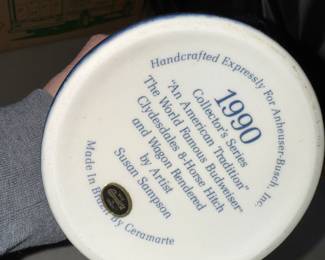 Handcrafted Expressly For Anheuser-Busch, Inc.
1990
Collector's Series
"An American Tradition"
The World Famous Budweiser
Clydesdales 8-Horse Hitch
and Wagon Rendered
by Artist
Susan Sampson
Made In Brazil By Ceramarte